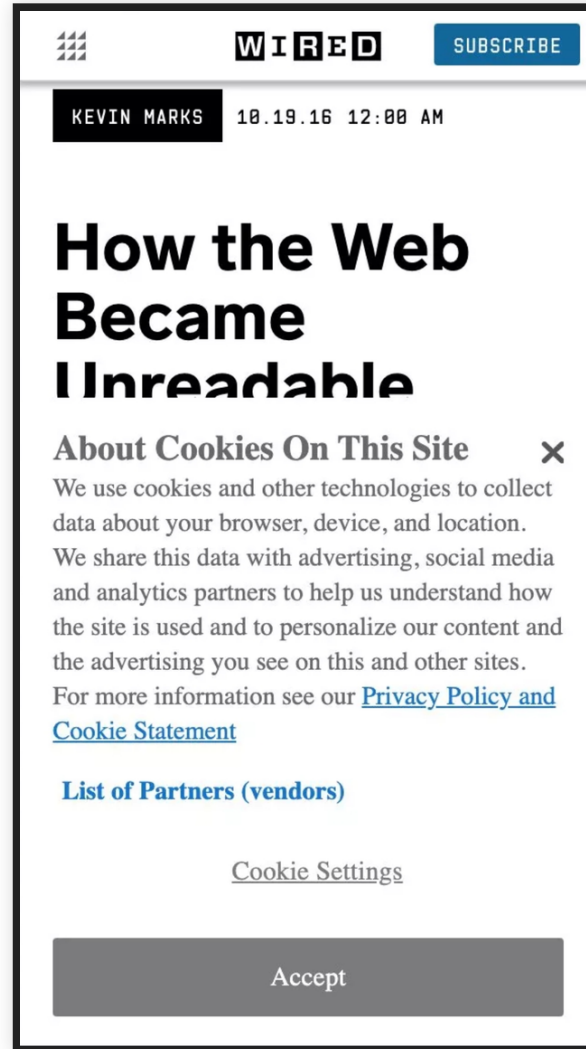 WIRED
SUBSCRIBE
KEVIN MARKS 10.19.16 12:00 AM
How the Web
Became
Unreadable
About Cookies On This Site
We use cookies and other technologies to collect
data about your browser, device, and location.
We share this data with advertising, social media
and analytics partners to help us understand how
the site is used and to personalize our content and
the advertising you see on this and other sites.
For more information see our Privacy Policy and
Cookie Statement
List of Partners (vendors)
Cookie Settings
Accept